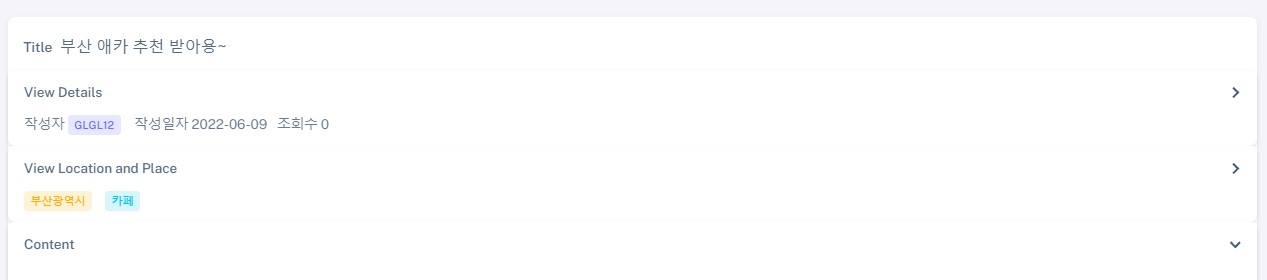 Title 부산 애카 추천 받아용~
View Details
작성자 GLGL12 작성일자 2022-06-09 조회수 0
View Location and Place
부산광역시 카페
Content